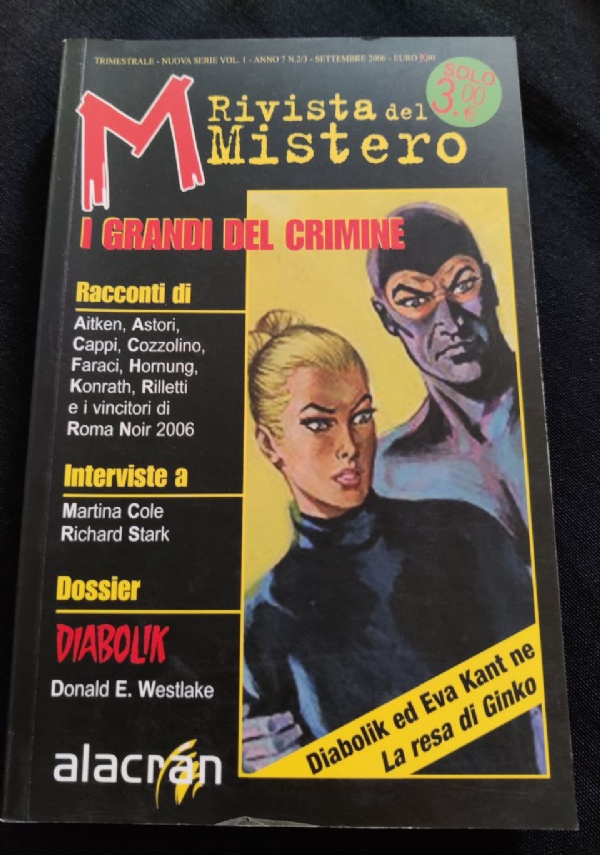 TRIMESTRALE - NUOVA SERIE VOL. 1 - ANNO 7 N.2/3 - SETTEMBRE 2006 - EURO
SOLO
3.00
€
M Rivista del
Mistero
I GRANDI DEL CRIMINE
Racconti di
Aitken, Astori,
Cappi, Cozzolino,
Faraci, Hornung,
Konrath, Rilletti
e i vincitori di
Roma Noir 2006
Interviste a
Martina Cole
Richard Stark
Dossier
DIABOLIK
Donald E. Westlake
Diabolik ed Eva Kant ne
La resa di Ginko
alacrán